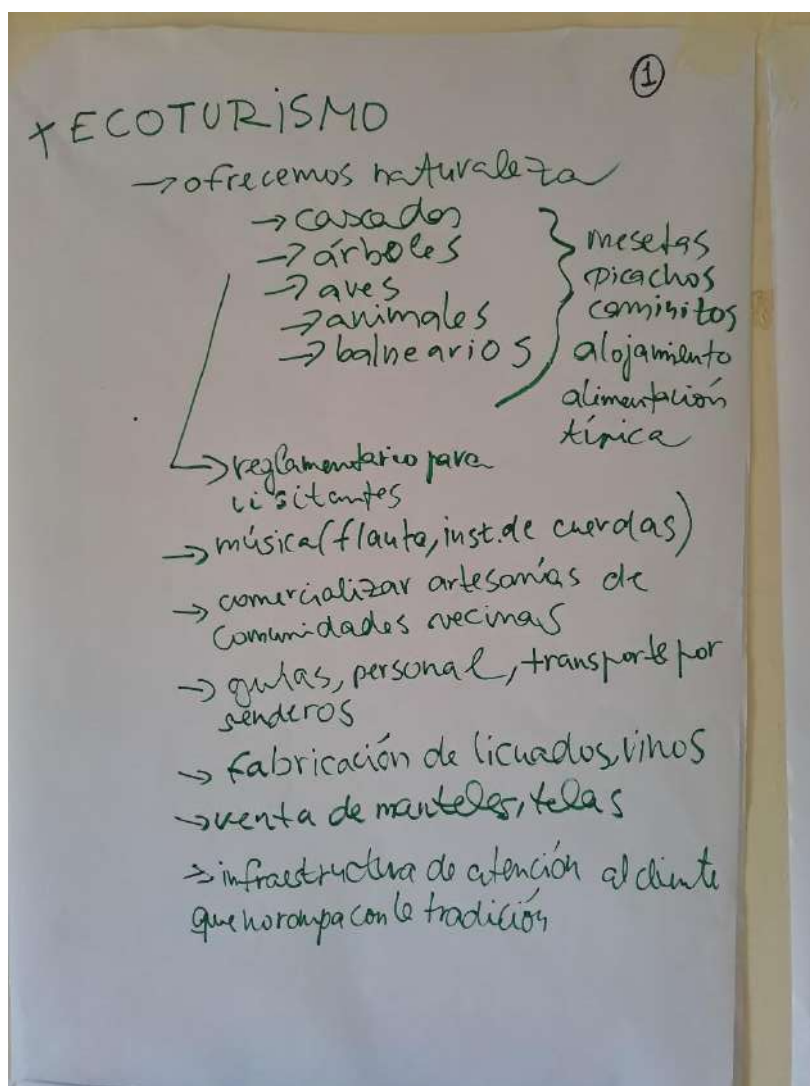 ①
+ ECOTURISMO
→ ofrecemos naturaleza
→ cascadas
→ árboles
→ aves
→ animales
→ balnearios
mesetas
picachos
caminitos
alojamiento
alimentación
típica
→ reglamentario para
visitantes
→ música (flauta, inst. de cuerdas)
→ comercializar artesanías de
comunidades vecinas
→ guías, personal, transporte por
senderos
→ fabricación de licuados, vinos
→ venta de manteles, telas
→ infraestructura de atención al cliente
que no rompa con la tradición